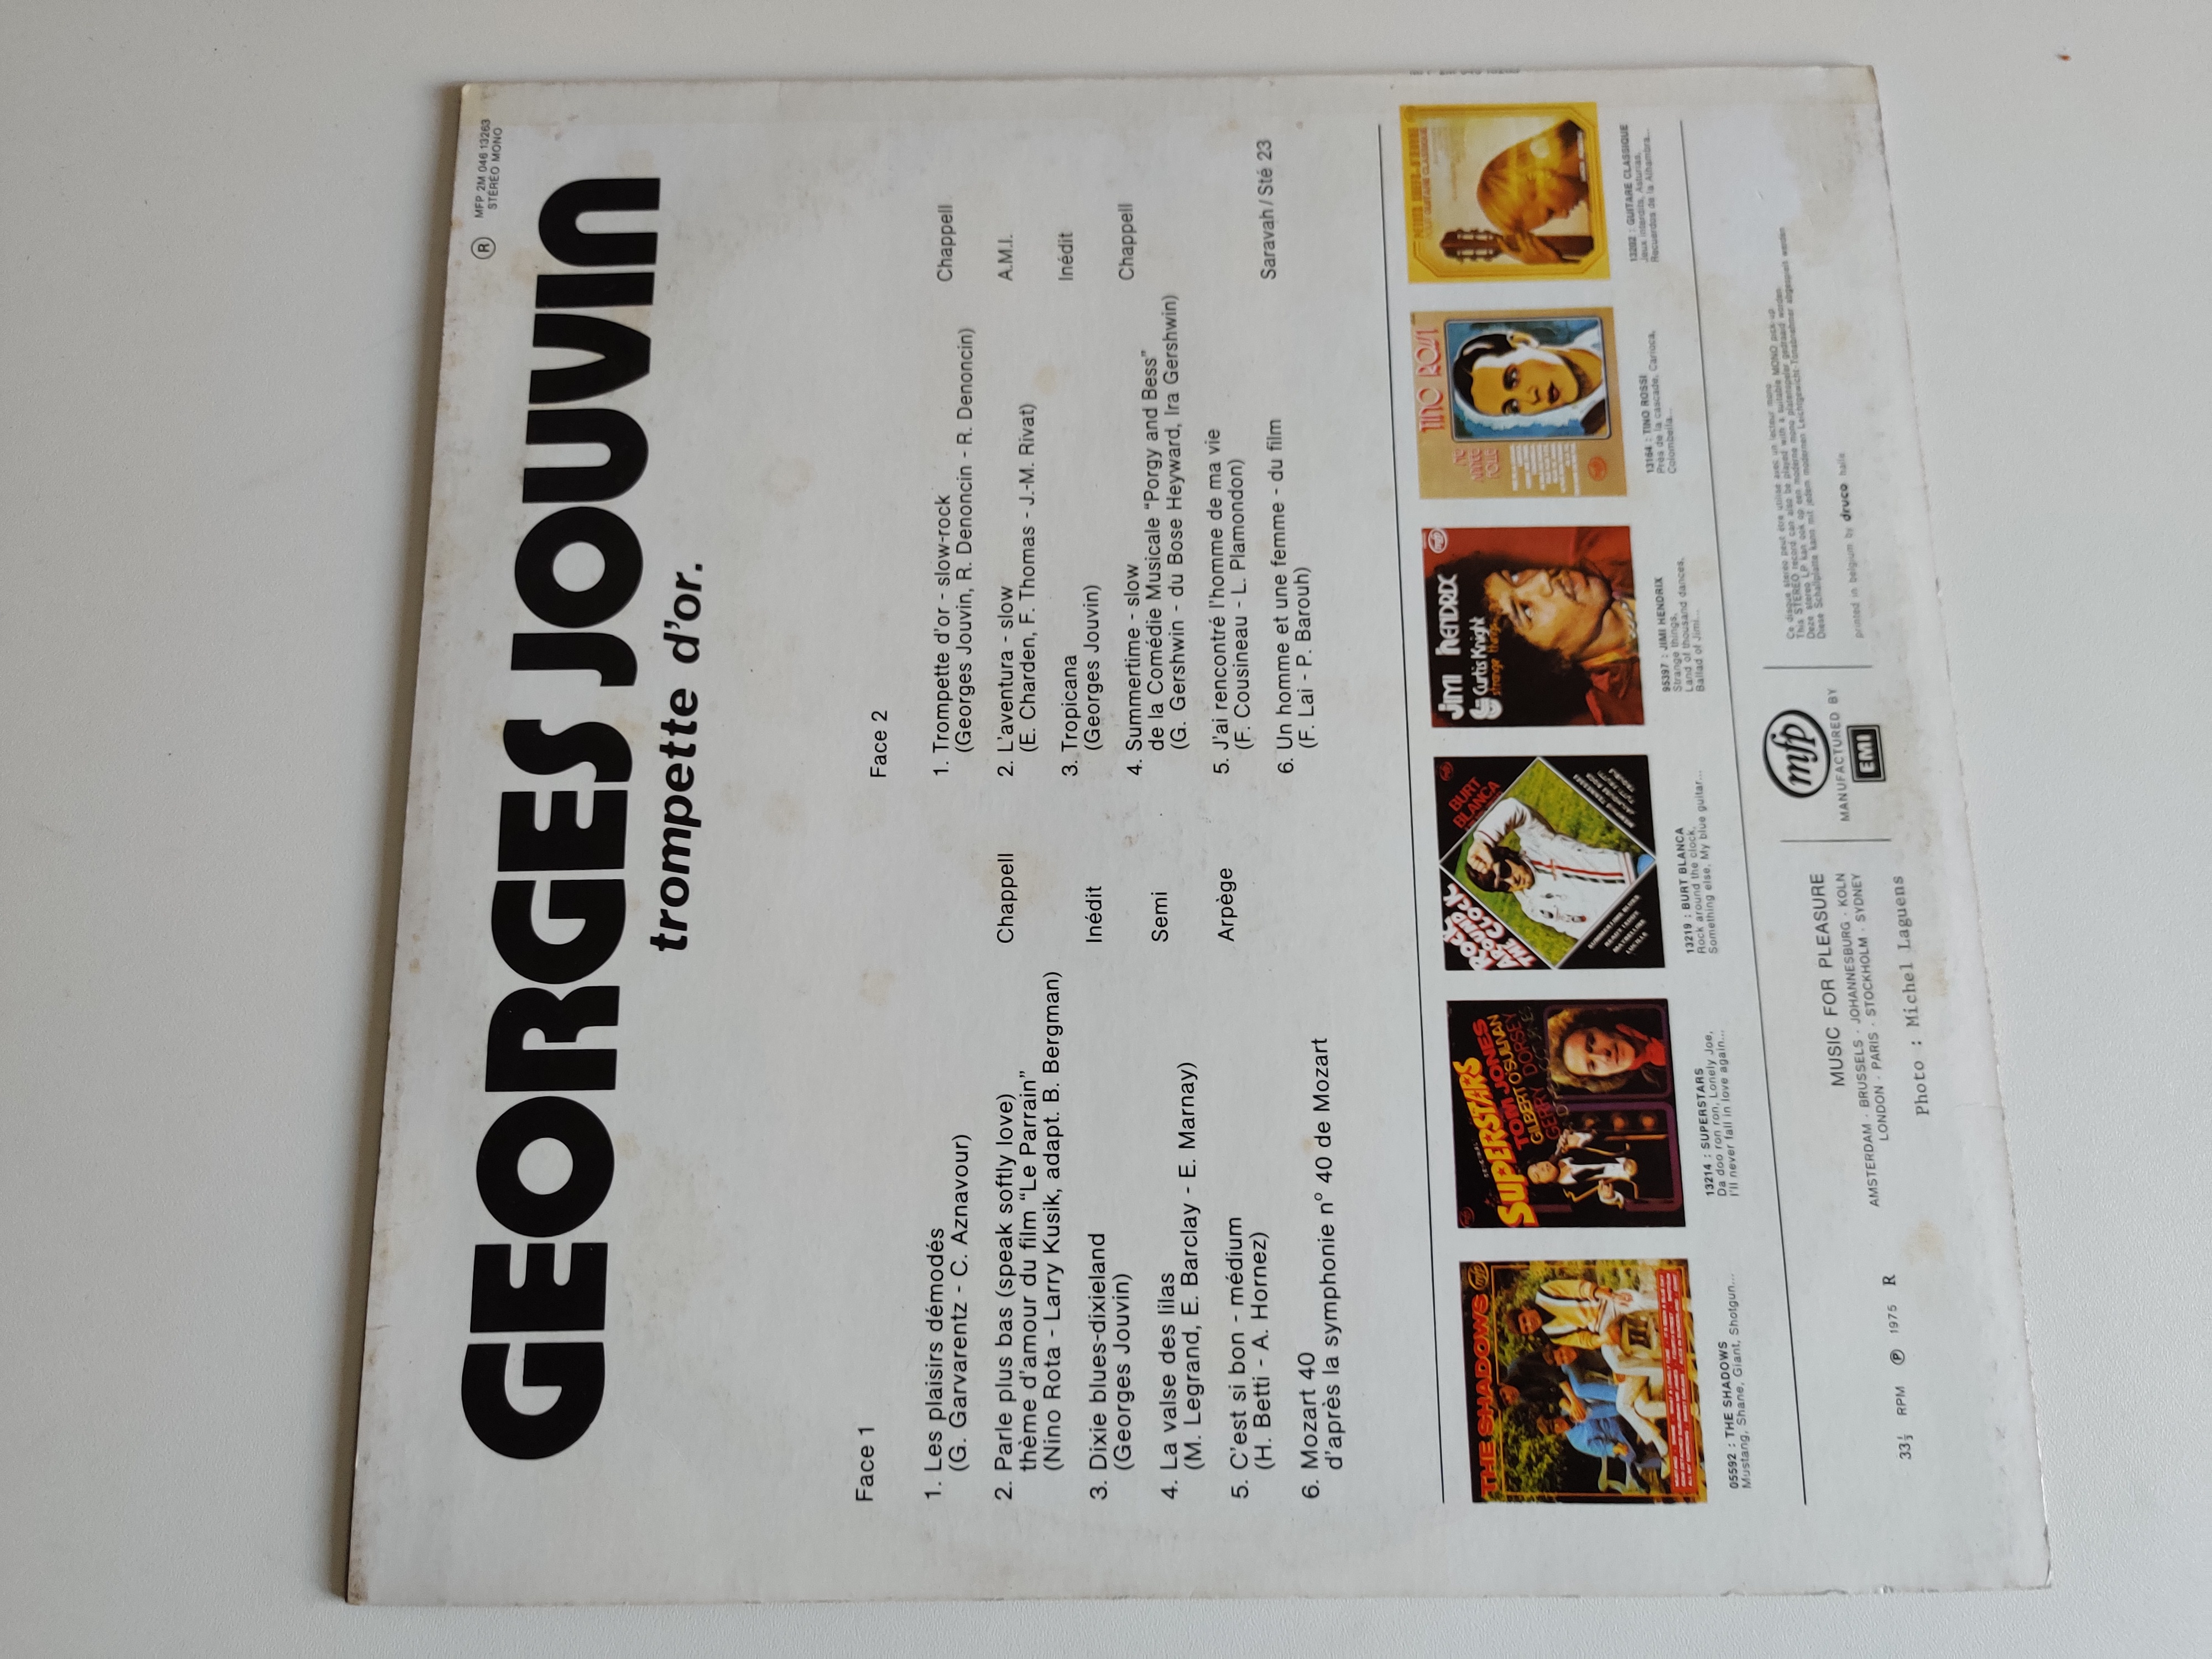 GEORGES JOUVIN
trompette d'or.
R
MFP 2M 046 13263
STÉRÉO MONO
Face 1
1. Les plaisirs démodés
(G. Garvarentz - C. Aznavour)
2. Parle plus bas (speak softly love) Chappell
thème d'amour du film “Le Parrain”
(Nino Rota - Larry Kusik, adapt. B. Bergman)
3. Dixie blues-dixieland Inédit
(Georges Jouvin)
4. La valse des lilas Semi
(M. Legrand, E. Barclay - E. Marnay)
5. C'est si bon - médium Arpège
(H. Betti - A. Hornez)
6. Mozart 40
d'après la symphonie nº 40 de Mozart
Face 2
1. Trompette d'or - slow-rock Chappell
(Georges Jouvin, R. Denoncin - R. Denoncin)
2. L'aventura - slow A.M.I.
(E. Charden, F. Thomas - J.-M. Rivat)
3. Tropicana Inédit
(Georges Jouvin)
4. Summertime - slow Chappell
de la Comédie Musicale “Porgy and Bess”
(G. Gershwin - du Bose Heyward, Ira Gershwin)
5. J'ai rencontré l'homme de ma vie
(F. Cousineau - L. Plamondon)
6. Un homme et une femme - du film Saravah / Sté 23
(F. Lai - P. Barouh)
THE SHADOWS
mfp
SUPERSTARS
TOM JONES
GILBERT O'SULLIVAN
GERRY DORSEY
ROCK
AROUND
THE CLOCK
BURT
BLANCA
JIMI HENDRIX
mfp
Curtis Knight
strange things
TINO ROSSI
05592 : THE SHADOWS
Mustang, Shane, Giant, Shotgun...
13214 : SUPERSTARS
Da doo ron ron, Lonely Joe,
I'll never fall in love again...
13219 : BURT BLANCA
Rock around the clock,
Something else, My blue guitar...
95397 : JIMI HENDRIX
Strange things,
Land of thousand dances,
Ballad of Jimi...
13164 : TINO ROSSI
Près de la cascade, Carioca,
Colombella...
13202 : GUITARE CLASSIQUE
Jeux interdits, Asturias,
Recuerdos de la Alhambra...
33⅓ RPM Ⓟ 1975 R
MUSIC FOR PLEASURE
AMSTERDAM · BRUSSELS · JOHANNESBURG · KOLN
LONDON · PARIS · STOCKHOLM · SYDNEY
Photo : Michel Laguens
mfp
MANUFACTURED BY
EMI
Ce disque stereo peut être utilisé avec un lecteur mono
This STEREO record can also be played with a suitable MONO pick-up
Deze stereo LP kan ook op een moderne mono platenspeler gedraaid worden
Diese Schallplatte kann mit jedem modernen Leichtgewicht-Tonabnehmer abgespielt werden
printed in belgium by druco halle